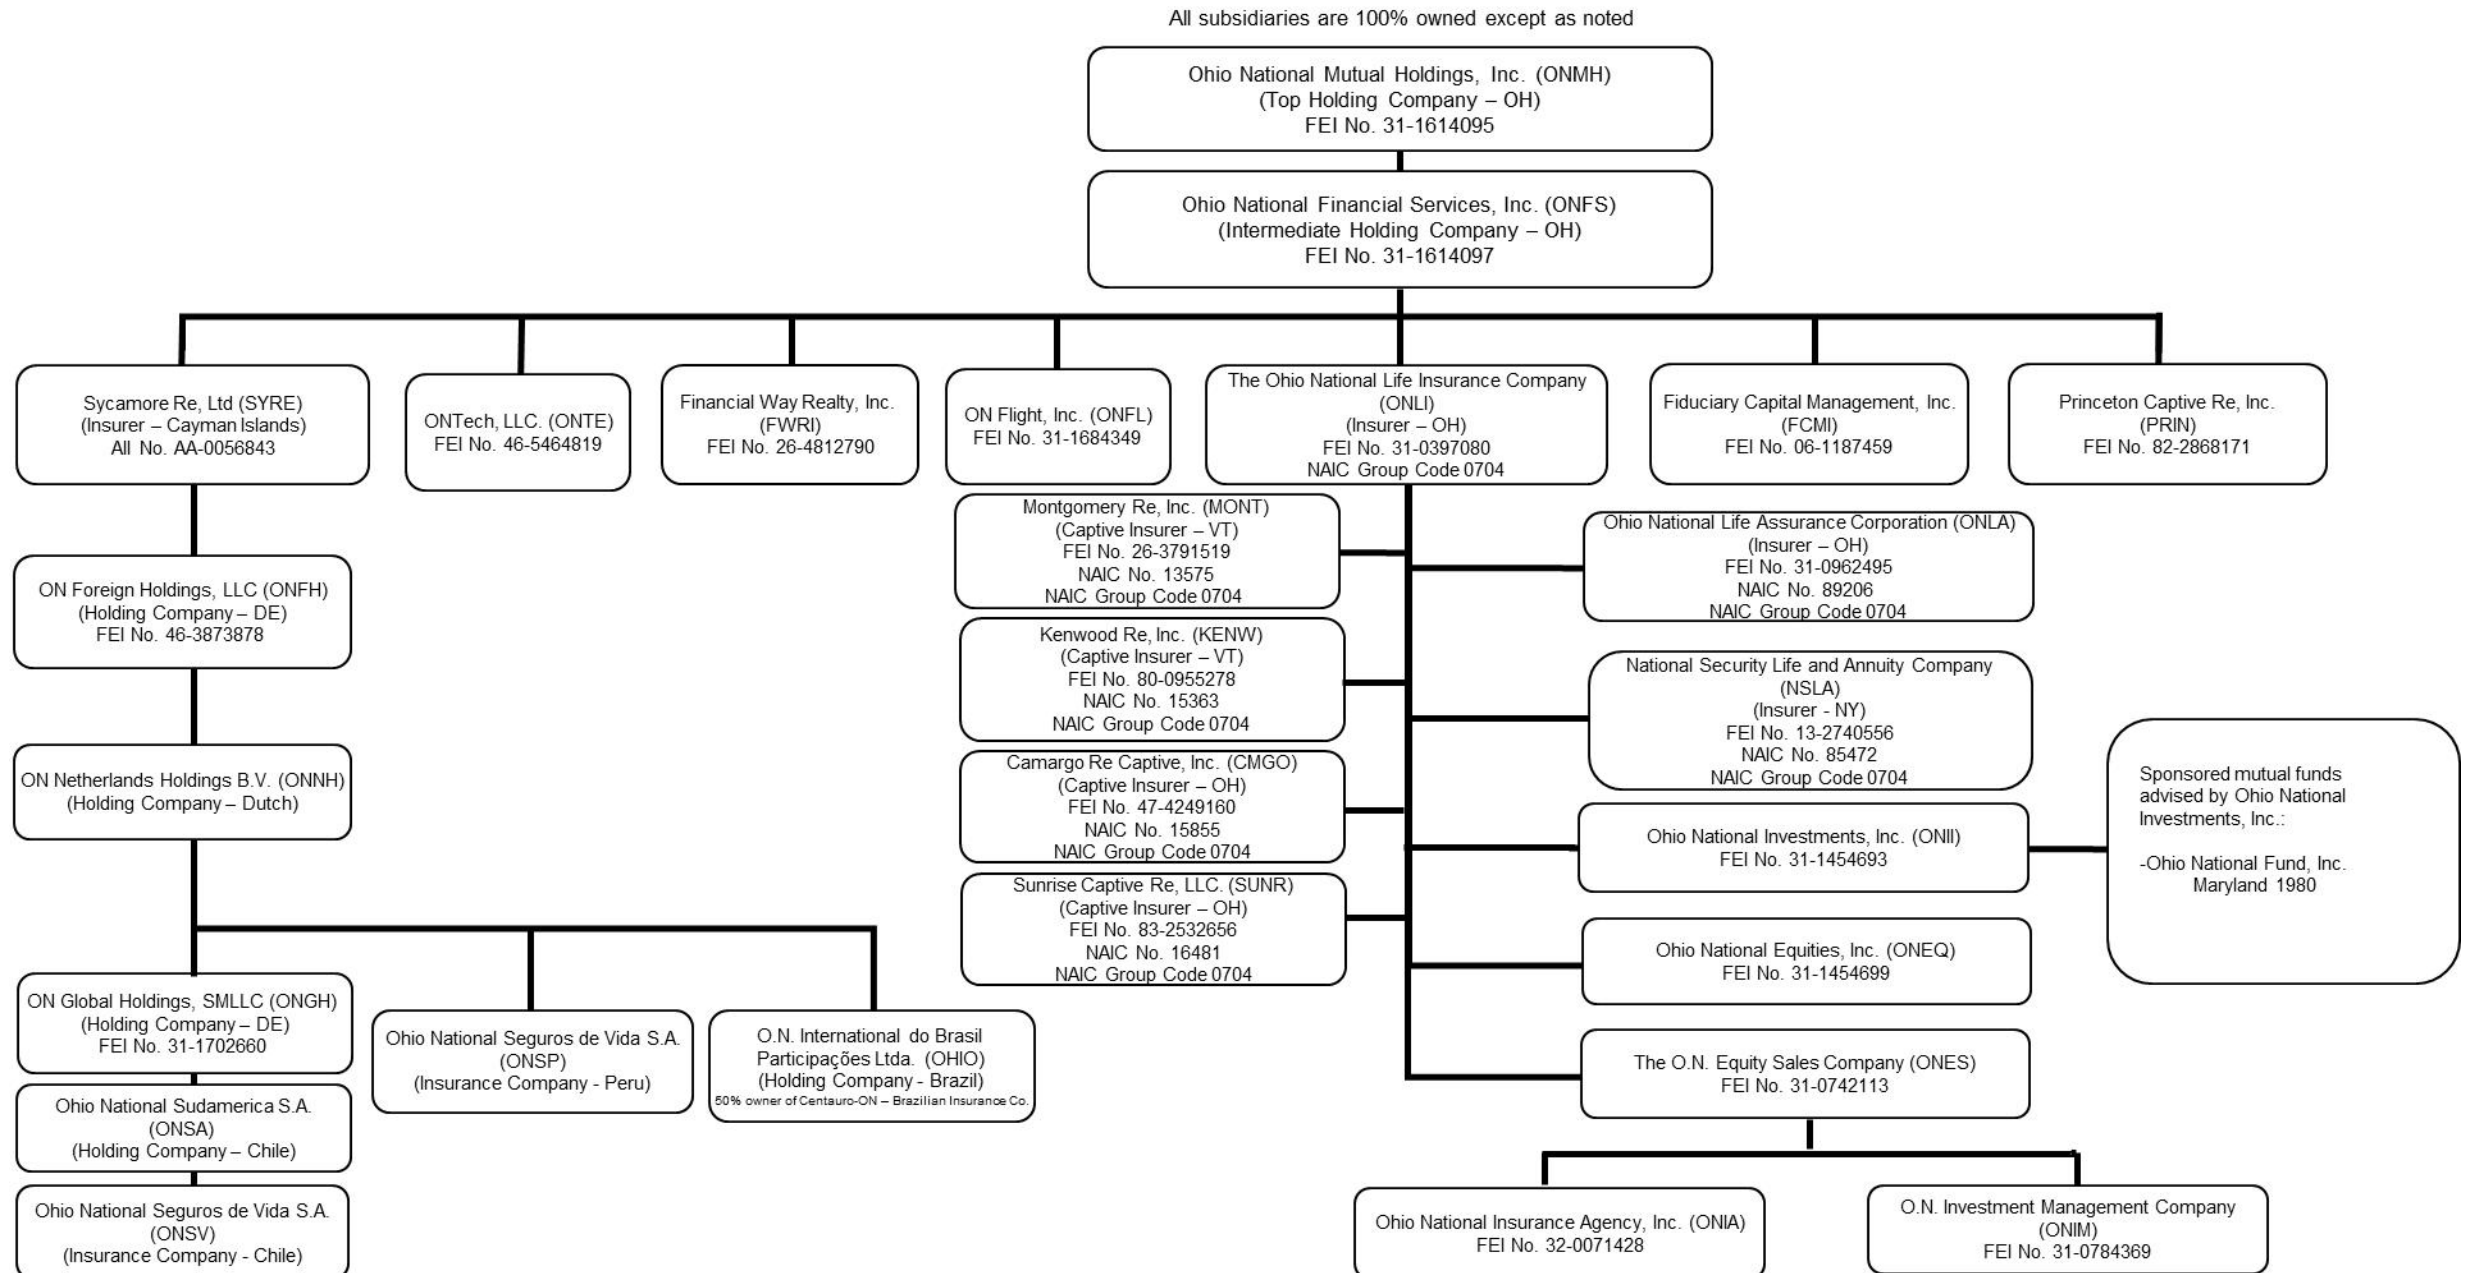 All subsidiaries are 100% owned except as noted
Ohio National Mutual Holdings, Inc. (ONMH)
(Top Holding Company – OH)
FEI No. 31-1614095
Ohio National Financial Services, Inc. (ONFS)
(Intermediate Holding Company – OH)
FEI No. 31-1614097
Sycamore Re, Ltd (SYRE)
(Insurer – Cayman Islands)
All No. AA-0056843
ONTech, LLC. (ONTE)
FEI No. 46-5464819
Financial Way Realty, Inc.
(FWRI)
FEI No. 26-4812790
ON Flight, Inc. (ONFL)
FEI No. 31-1684349
The Ohio National Life Insurance Company
(ONLI)
(Insurer – OH)
FEI No. 31-0397080
NAIC Group Code 0704
Fiduciary Capital Management, Inc.
(FCMI)
FEI No. 06-1187459
Princeton Captive Re, Inc.
(PRIN)
FEI No. 82-2868171
ON Foreign Holdings, LLC (ONFH)
(Holding Company – DE)
FEI No. 46-3873878
ON Netherlands Holdings B.V. (ONNH)
(Holding Company – Dutch)
ON Global Holdings, SMLLC (ONGH)
(Holding Company – DE)
FEI No. 31-1702660
Ohio National Sudamerica S.A.
(ONSA)
(Holding Company – Chile)
Ohio National Seguros de Vida S.A.
(ONSV)
(Insurance Company - Chile)
Ohio National Seguros de Vida S.A.
(ONSP)
(Insurance Company - Peru)
O.N. International do Brasil
Participações Ltda. (OHIO)
(Holding Company - Brazil)
50% owner of Centauro-ON – Brazilian Insurance Co.
Montgomery Re, Inc. (MONT)
(Captive Insurer – VT)
FEI No. 26-3791519
NAIC No. 13575
NAIC Group Code 0704
Kenwood Re, Inc. (KENW)
(Captive Insurer – VT)
FEI No. 80-0955278
NAIC No. 15363
NAIC Group Code 0704
Camargo Re Captive, Inc. (CMGO)
(Captive Insurer – OH)
FEI No. 47-4249160
NAIC No. 15855
NAIC Group Code 0704
Sunrise Captive Re, LLC. (SUNR)
(Captive Insurer – OH)
FEI No. 83-2532656
NAIC No. 16481
NAIC Group Code 0704
Ohio National Life Assurance Corporation (ONLA)
(Insurer – OH)
FEI No. 31-0962495
NAIC No. 89206
NAIC Group Code 0704
National Security Life and Annuity Company
(NSLA)
(Insurer - NY)
FEI No. 13-2740556
NAIC No. 85472
NAIC Group Code 0704
Ohio National Investments, Inc. (ONII)
FEI No. 31-1454693
Sponsored mutual funds
advised by Ohio National
Investments, Inc.:
-Ohio National Fund, Inc.
Maryland 1980
Ohio National Equities, Inc. (ONEQ)
FEI No. 31-1454699
The O.N. Equity Sales Company (ONES)
FEI No. 31-0742113
Ohio National Insurance Agency, Inc. (ONIA)
FEI No. 32-0071428
O.N. Investment Management Company
(ONIM)
FEI No. 31-0784369